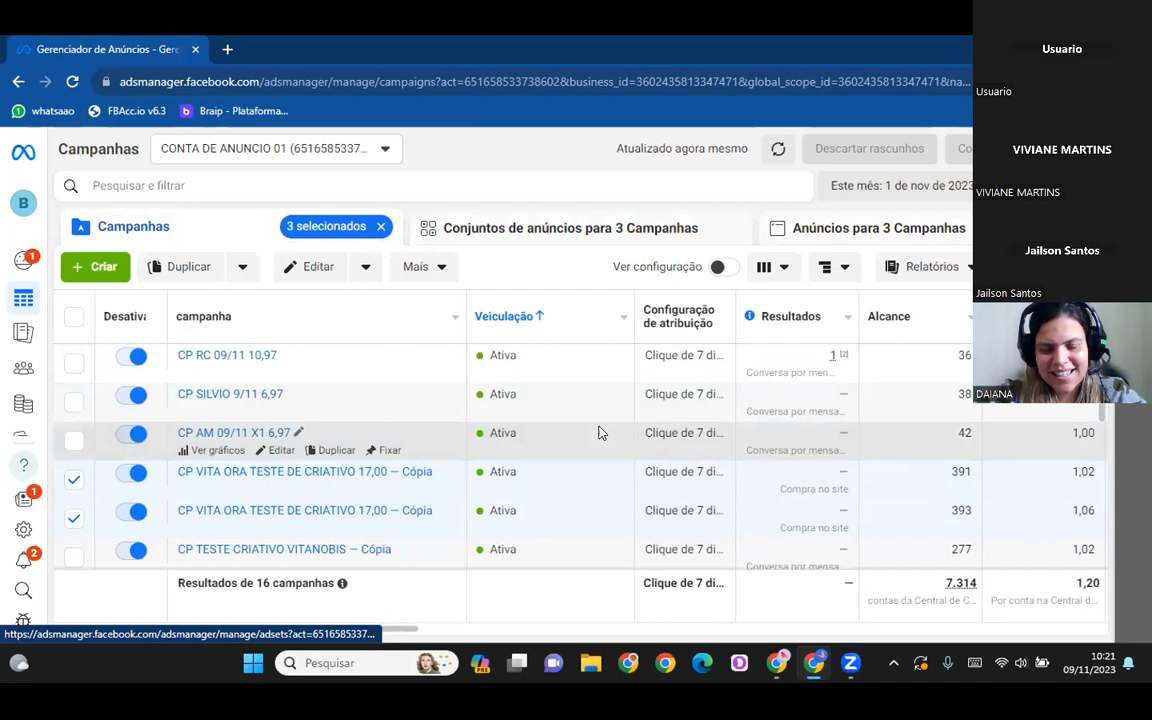 Gerenciador de Anúncios - Ger
adsmanager.facebook.com/adsmanager/manage/campaigns?act=651658533738602&business_id=3602435813347471&global_scope_id=3602435813347471&na...
whatsaao FBAcc.io v6.3 Braip - Plataforma...
Campanhas CONTA DE ANUNCIO 01 (6516585337... Atualizado agora mesmo Descartar rascunhos Co
Pesquisar e filtrar Este mês: 1 de nov de 2023
Campanhas 3 selecionados Conjuntos de anúncios para 3 Campanhas Anúncios para 3 Campanhas
Criar Duplicar Editar Mais Ver configuração Relatórios
Desativa campanha Veiculação Configuração de atribuição Resultados Alcance
CP RC 09/11 10,97 Ativa Clique de 7 di... 1 [2] 36
Conversa por men...
CP SILVIO 9/11 6,97 Ativa Clique de 7 di... — 38
Conversa por mensa...
CP AM 09/11 X1 6,97 Ativa Clique de 7 di... — 42 1,00
Ver gráficos Editar Duplicar Fixar Conversa por mensa...
CP VITA ORA TESTE DE CRIATIVO 17,00 — Cópia Ativa Clique de 7 di... — 391 1,02
Compra no site
CP VITA ORA TESTE DE CRIATIVO 17,00 — Cópia Ativa Clique de 7 di... — 393 1,06
Compra no site
CP TESTE CRIATIVO VITANOBIS — Cópia Ativa Clique de 7 di... — 277 1,02
Conversa por mensa...
Resultados de 16 campanhas Clique de 7 di... — 7.314 1,20
contas da Central de C... Por conta na Central d...
https://adsmanager.facebook.com/adsmanager/manage/adsets?act=6516585337...
B
1
1
2
Usuario
Usuario
VIVIANE MARTINS
VIVIANE MARTINS
Jailson Santos
Jailson Santos
DAIANA
Pesquisar
10:21
09/11/2023